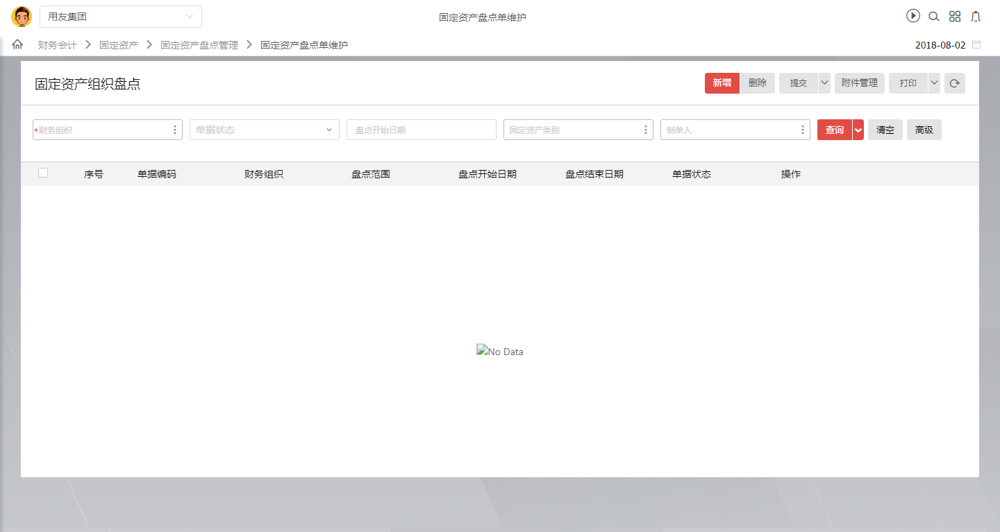 用友集团
固定资产盘点单维护
财务会计 固定资产 固定资产盘点管理 固定资产盘点单维护
2018-08-02
固定资产组织盘点
新增 删除 提交 附件管理 打印
*财务组织 单据状态 盘点开始日期 固定资产类别 制单人 查询 清空 高级
序号 单据编码 财务组织 盘点范围 盘点开始日期 盘点结束日期 单据状态 操作
No Data